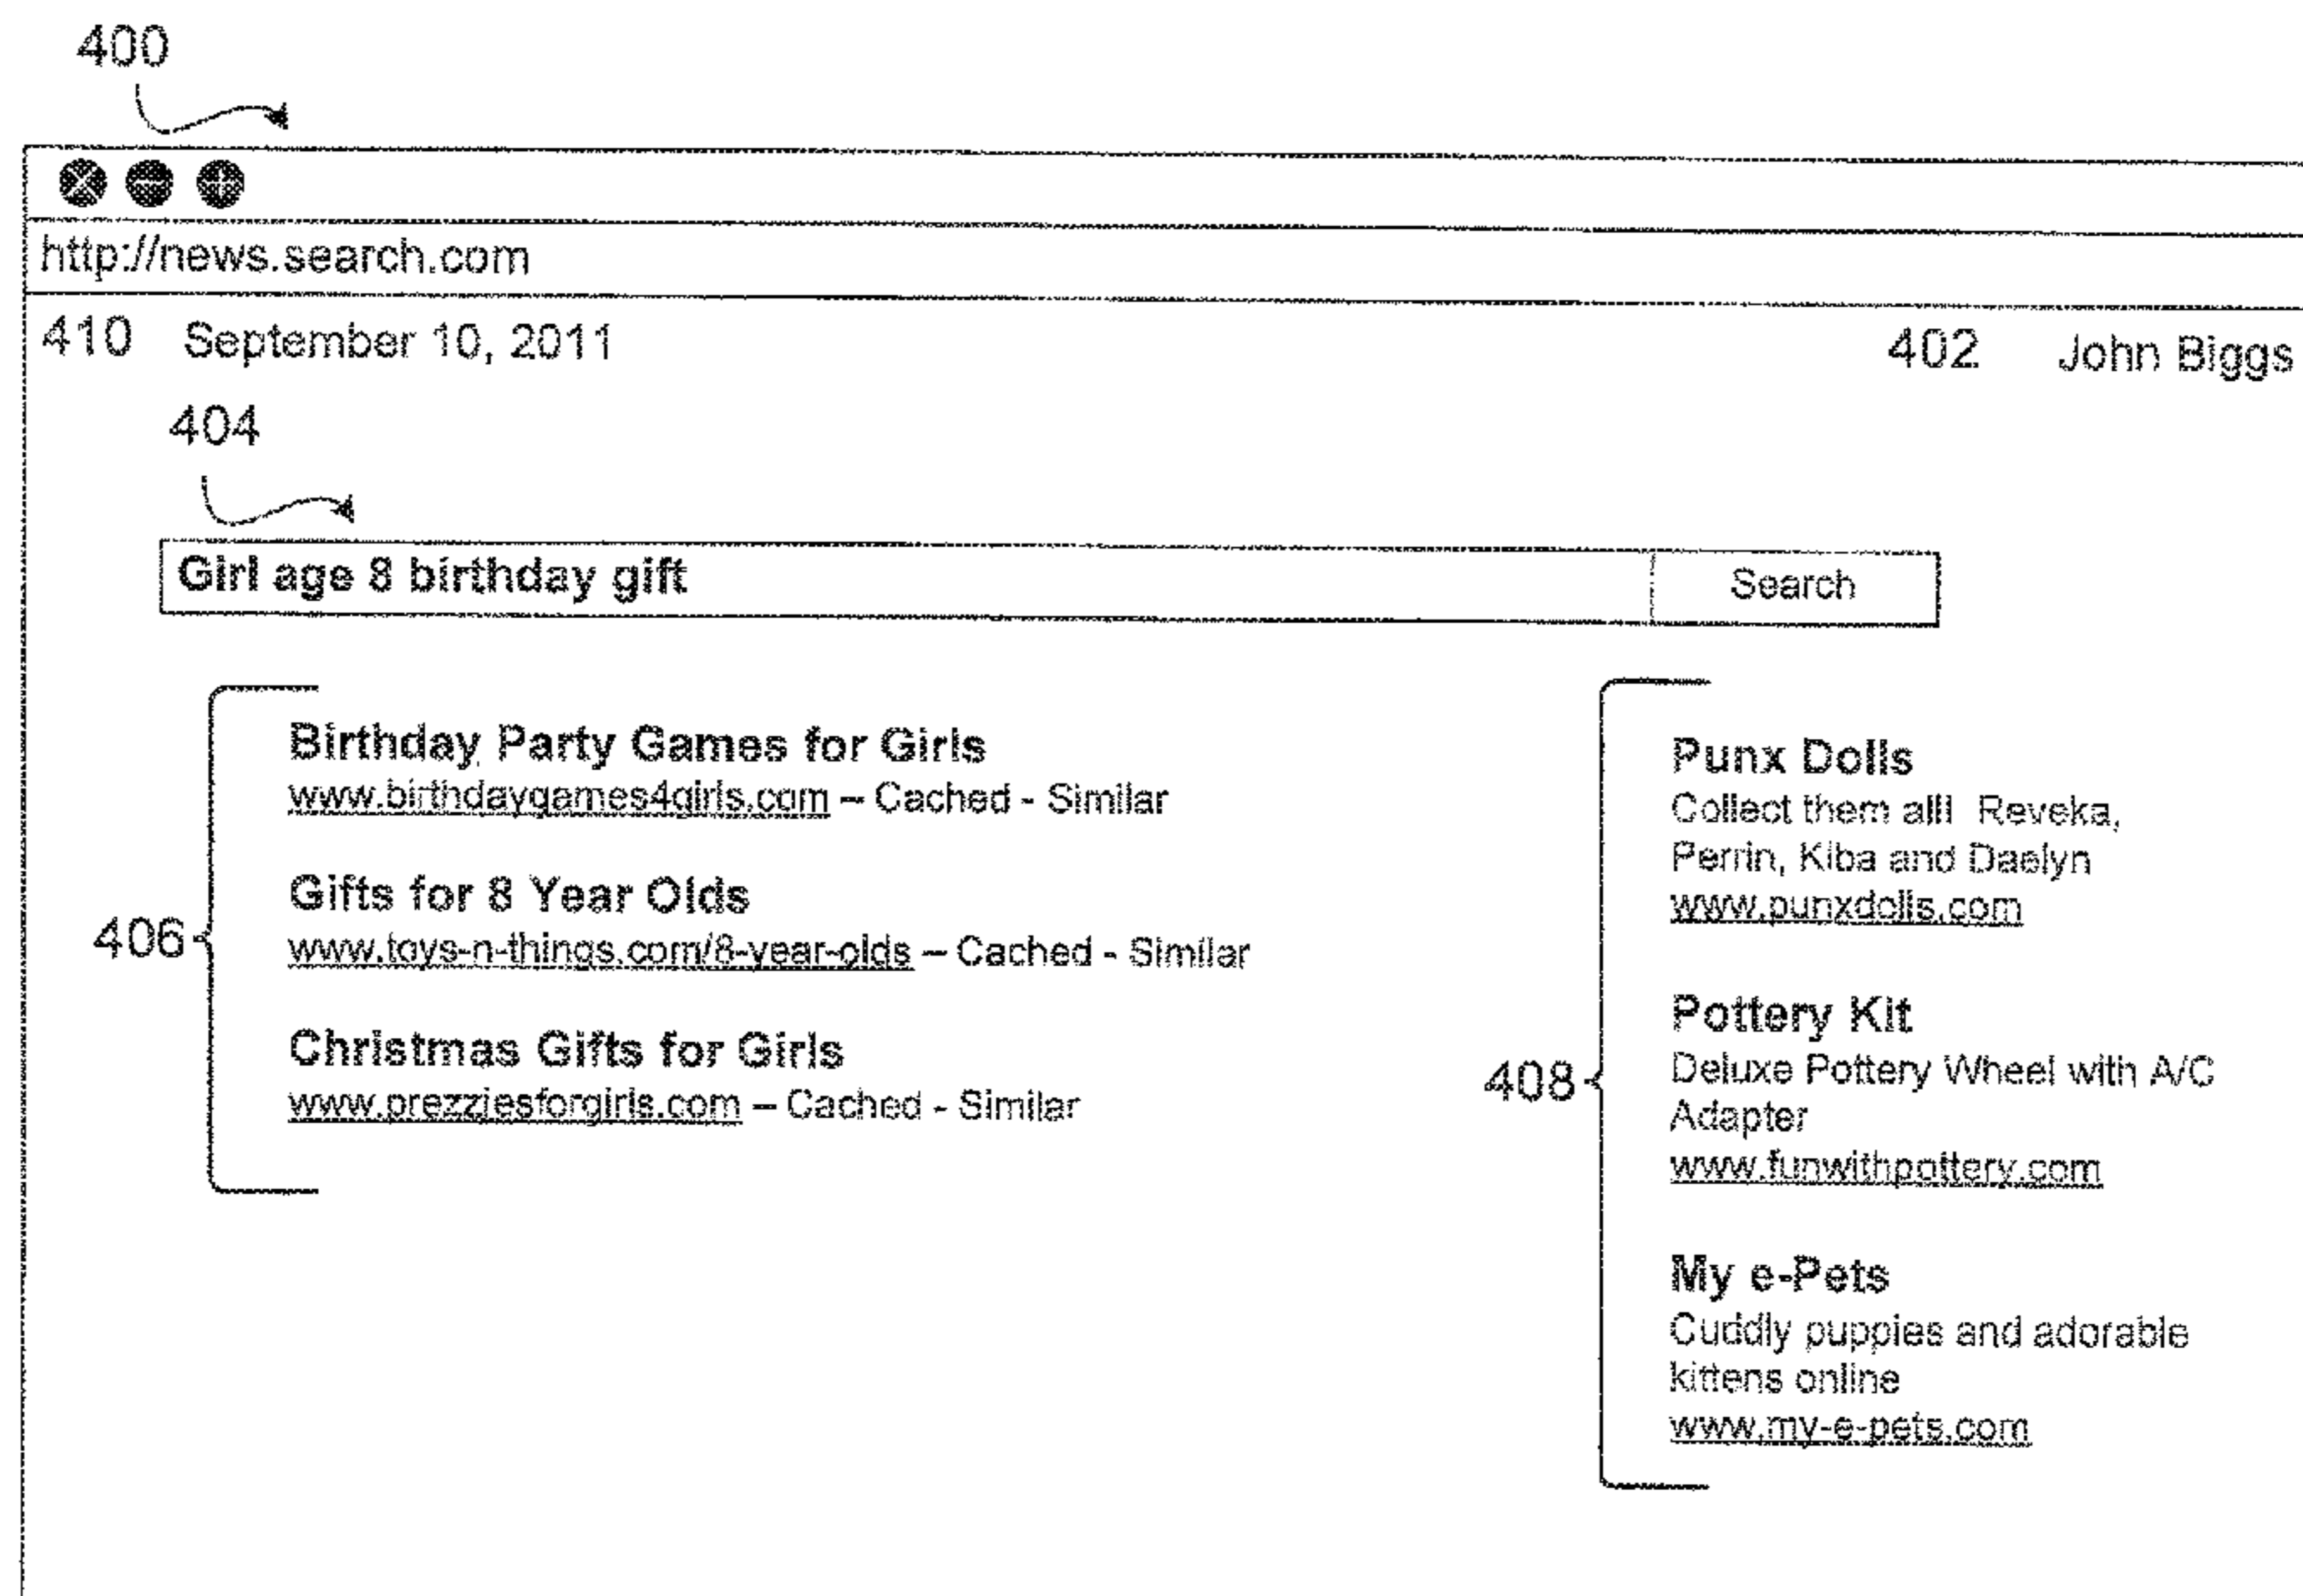 400
http://news.search.com
410 September 10, 2011
402 John Biggs
404
Girl age 8 birthday gift
Search
406
Birthday Party Games for Girls
www.birthdaygames4girls.com – Cached - Similar
Gifts for 8 Year Olds
www.toys-n-things.com/8-year-olds – Cached - Similar
Christmas Gifts for Girls
www.prezziesforgirls.com – Cached - Similar
408
Punx Dolls
Collect them all! Reveka,
Perrin, Kiba and Daelyn
www.punxdolls.com
Pottery Kit
Deluxe Pottery Wheel with A/C
Adapter
www.funwithpottery.com
My e-Pets
Cuddly puppies and adorable
kittens online
www.my-e-pets.com